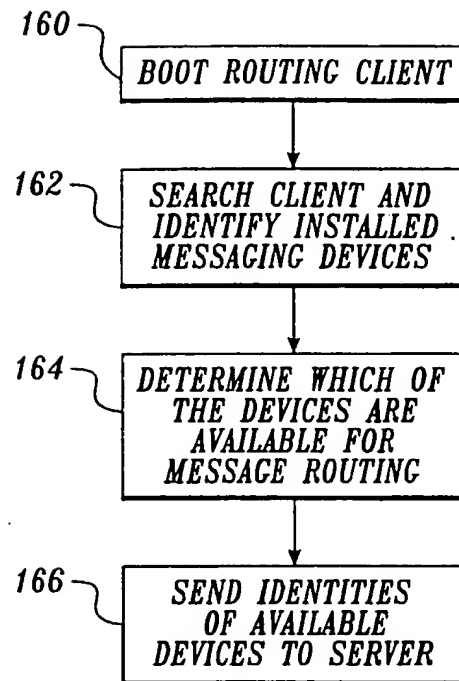 160
BOOT ROUTING CLIENT
162
SEARCH CLIENT AND
IDENTIFY INSTALLED
MESSAGING DEVICES
164
DETERMINE WHICH OF
THE DEVICES ARE
AVAILABLE FOR
MESSAGE ROUTING
166
SEND IDENTITIES
OF AVAILABLE
DEVICES TO SERVER